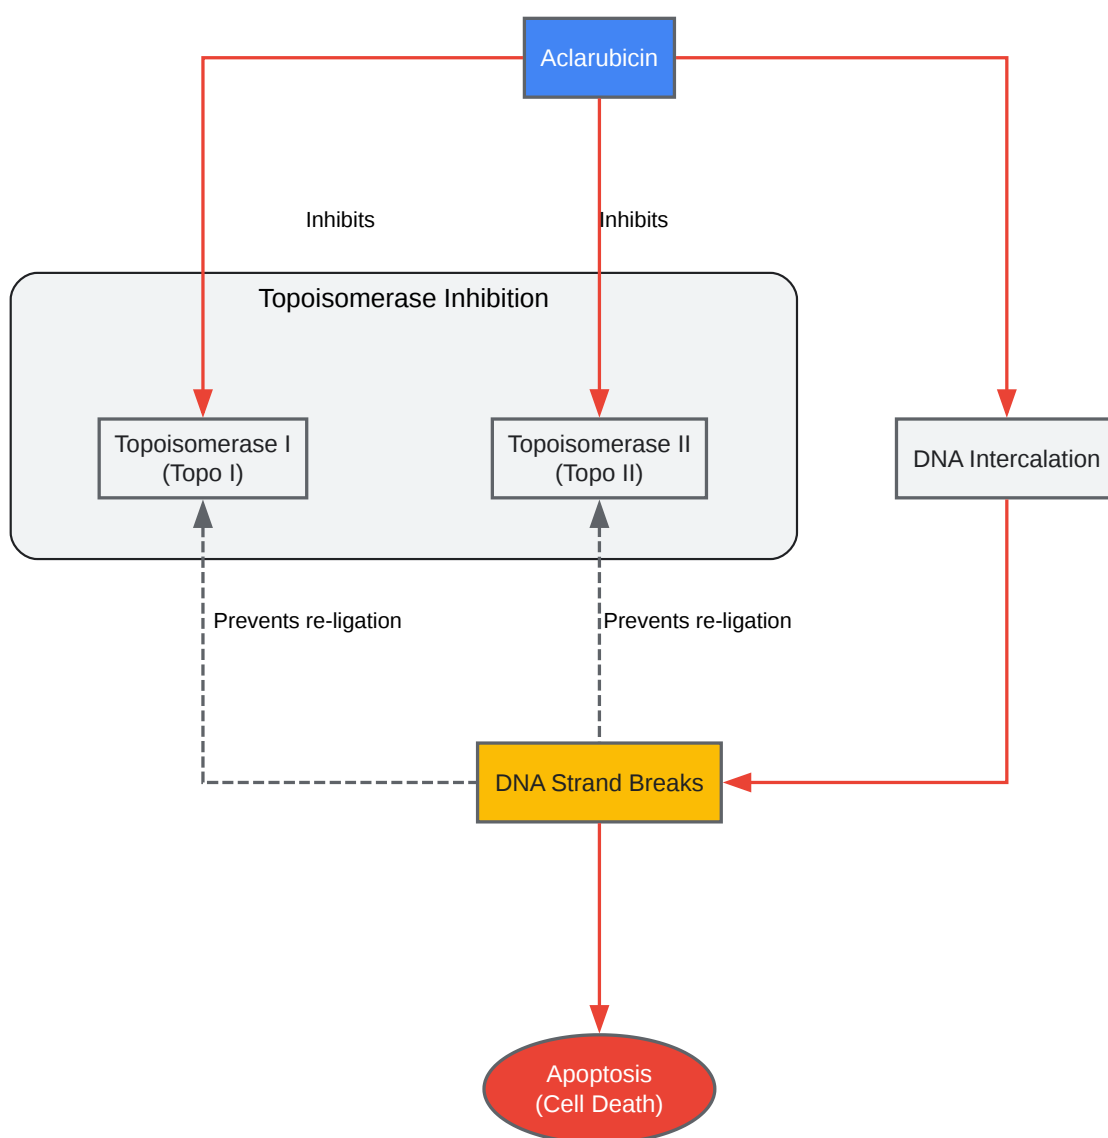 Aclarubicin
Inhibits
Inhibits
Topoisomerase Inhibition
Topoisomerase I
(Topo I)
Topoisomerase II
(Topo II)
DNA Intercalation
Prevents re-ligation
Prevents re-ligation
DNA Strand Breaks
Apoptosis
(Cell Death)